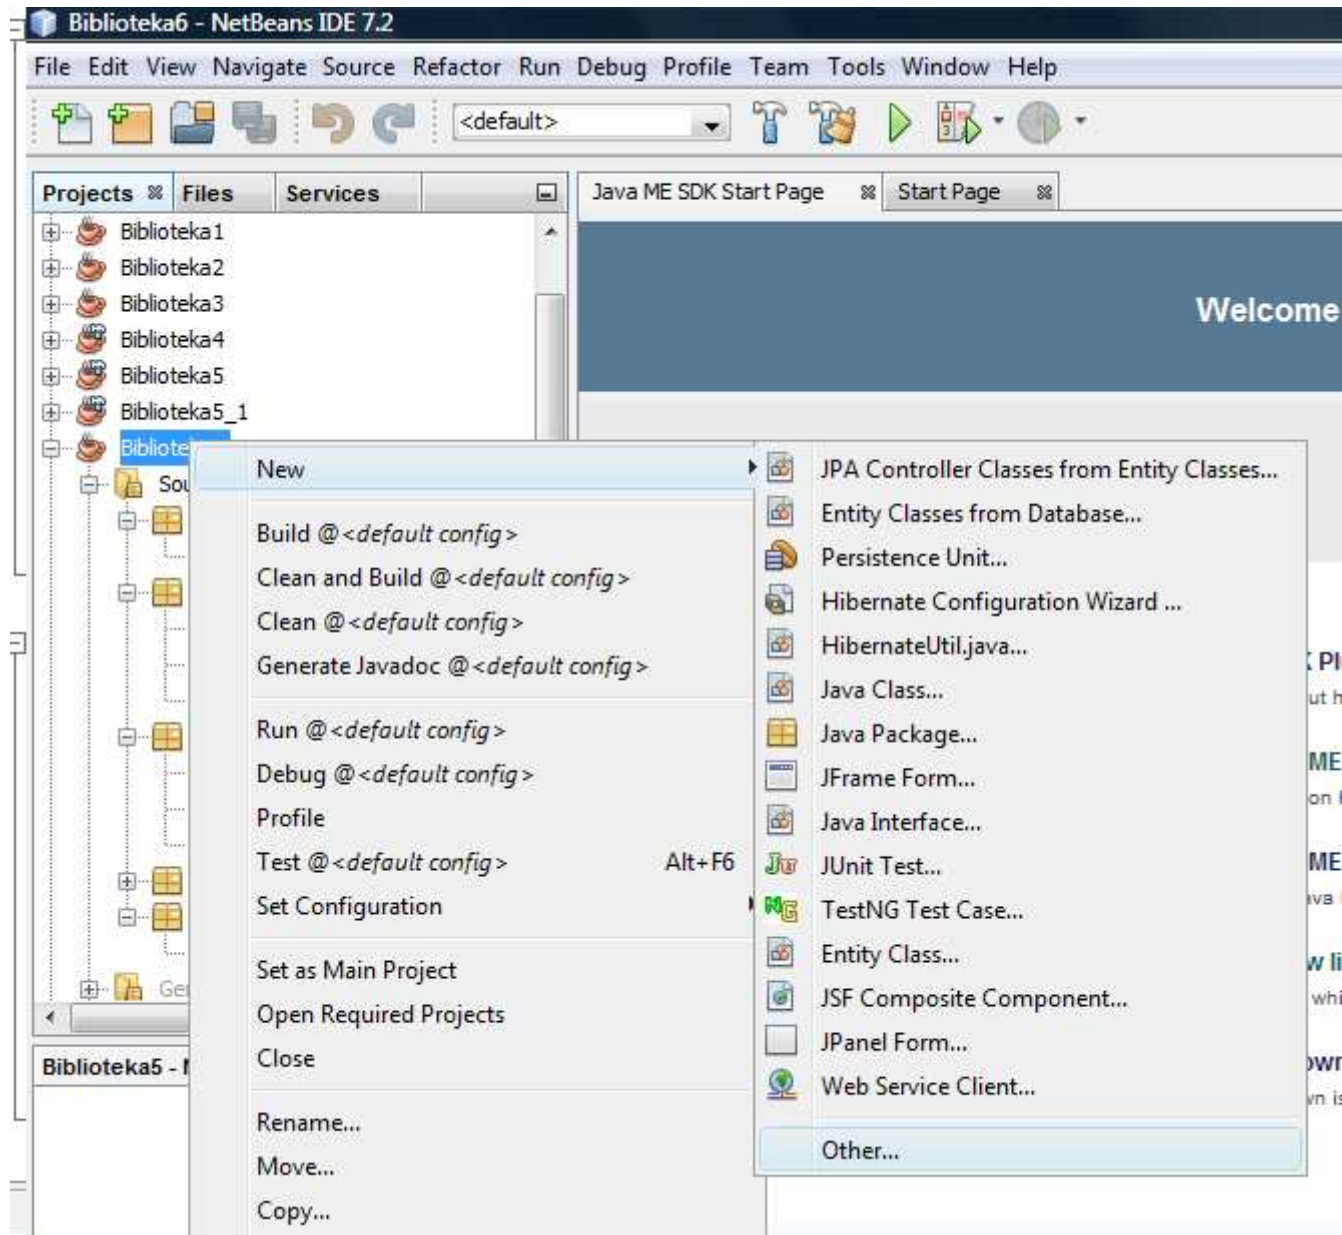 Biblioteka6 - NetBeans IDE 7.2
File Edit View Navigate Source Refactor Run Debug Profile Team Tools Window Help
<default>
Projects Files Services
Java ME SDK Start Page Start Page
Biblioteka1
Biblioteka2
Biblioteka3
Biblioteka4
Biblioteka5
Biblioteka5_1
Welcome
New
Build @<default config>
Clean and Build @<default config>
Clean @<default config>
Generate Javadoc @<default config>
Run @<default config>
Debug @<default config>
Profile
Test @<default config> Alt+F6
Set Configuration
Set as Main Project
Open Required Projects
Close
Rename...
Move...
Copy...
JPA Controller Classes from Entity Classes...
Entity Classes from Database...
Persistence Unit...
Hibernate Configuration Wizard ...
HibernateUtil.java...
Java Class...
Java Package...
JFrame Form...
Java Interface...
JUnit Test...
TestNG Test Case...
Entity Class...
JSF Composite Component...
JPanel Form...
Web Service Client...
Other...
ME
ME
Biblioteka5 -